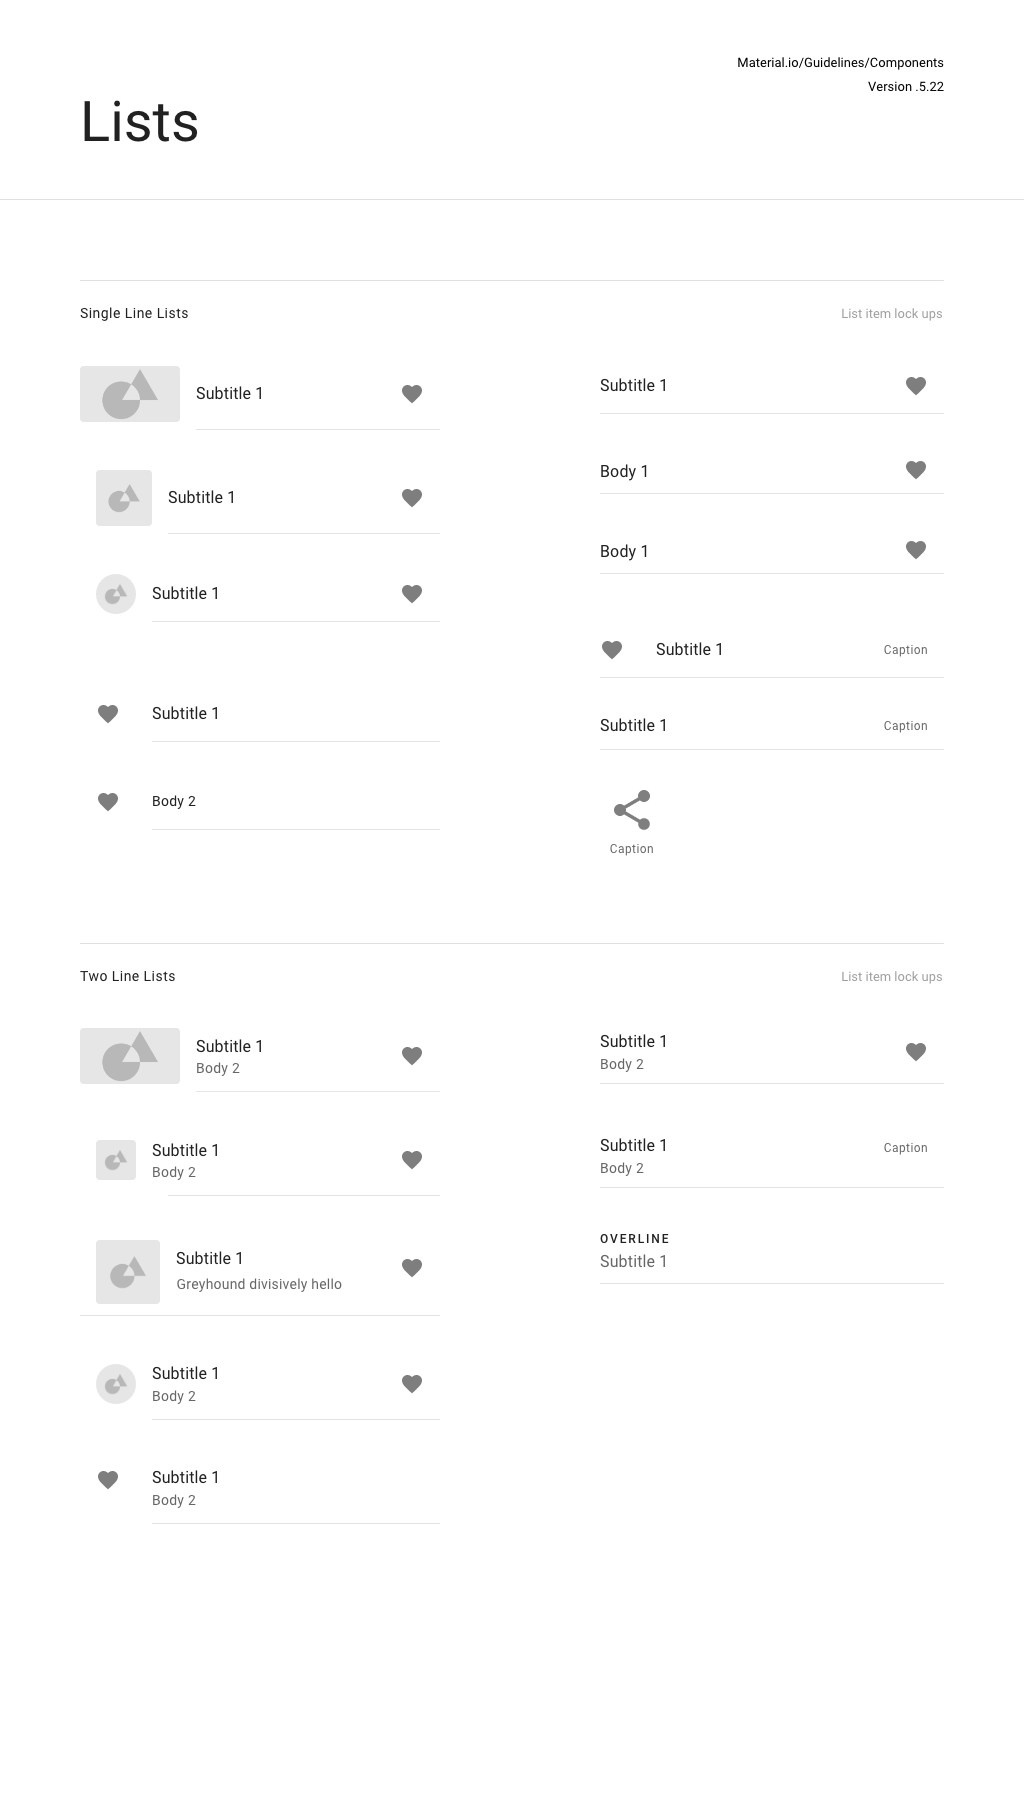 Material.io/Guidelines/Components
Version .5.22
Lists
Single Line Lists
List item lock ups
Subtitle 1
Subtitle 1
Subtitle 1
Subtitle 1
Body 2
Subtitle 1
Body 1
Body 1
Subtitle 1
Caption
Subtitle 1
Caption
Caption
Two Line Lists
List item lock ups
Subtitle 1
Body 2
Subtitle 1
Body 2
Subtitle 1
Greyhound divisively hello
Subtitle 1
Body 2
Subtitle 1
Body 2
Subtitle 1
Body 2
Subtitle 1
Caption
Body 2
OVERLINE
Subtitle 1